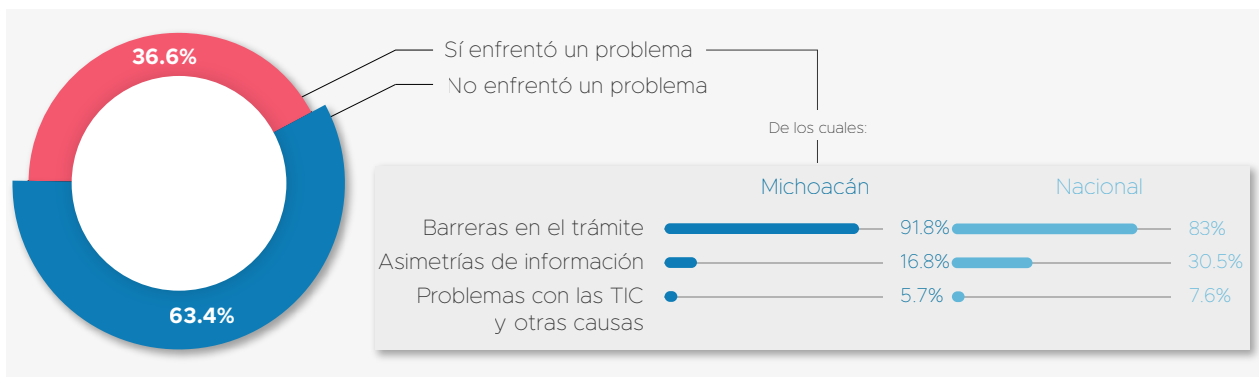 36.6%
63.4%
Sí enfrentó un problema
No enfrentó un problema
De los cuales:
Michoacán Nacional
Barreras en el trámite 91.8% 83%
Asimetrías de información 16.8% 30.5%
Problemas con las TIC 5.7% 7.6%
y otras causas